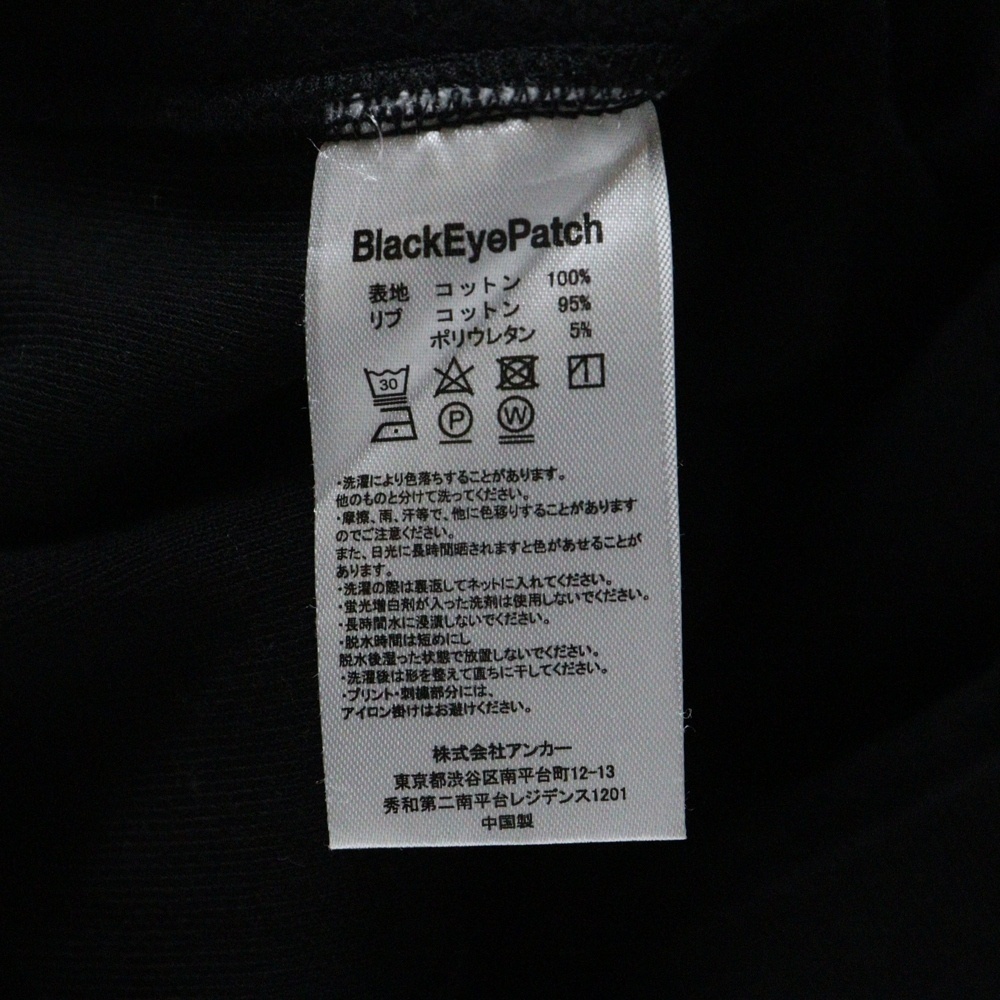 BlackEyePatch
表地 コットン 100%
リブ コットン 95%
ポリウレタン 5%
30
P W
・洗濯により色落ちすることがあります。
他のものと分けて洗ってください。
・摩擦、雨、汗等で、他に色移りすることがあります
のでご注意ください。
また、日光に長時間晒されますと色があせることが
あります。
・洗濯の際は裏返してネットに入れてください。
・蛍光増白剤が入った洗剤は使用しないでください。
・長時間水に浸漬しないでください。
・脱水時間は短めにし
脱水後湿った状態で放置しないでください。
・洗濯後は形を整えて直ちに干してください。
・プリント・刺繍部分には、
アイロン掛けはお避けください。
株式会社アンカー
東京都渋谷区南平台町12-13
秀和第二南平台レジデンス1201
中国製